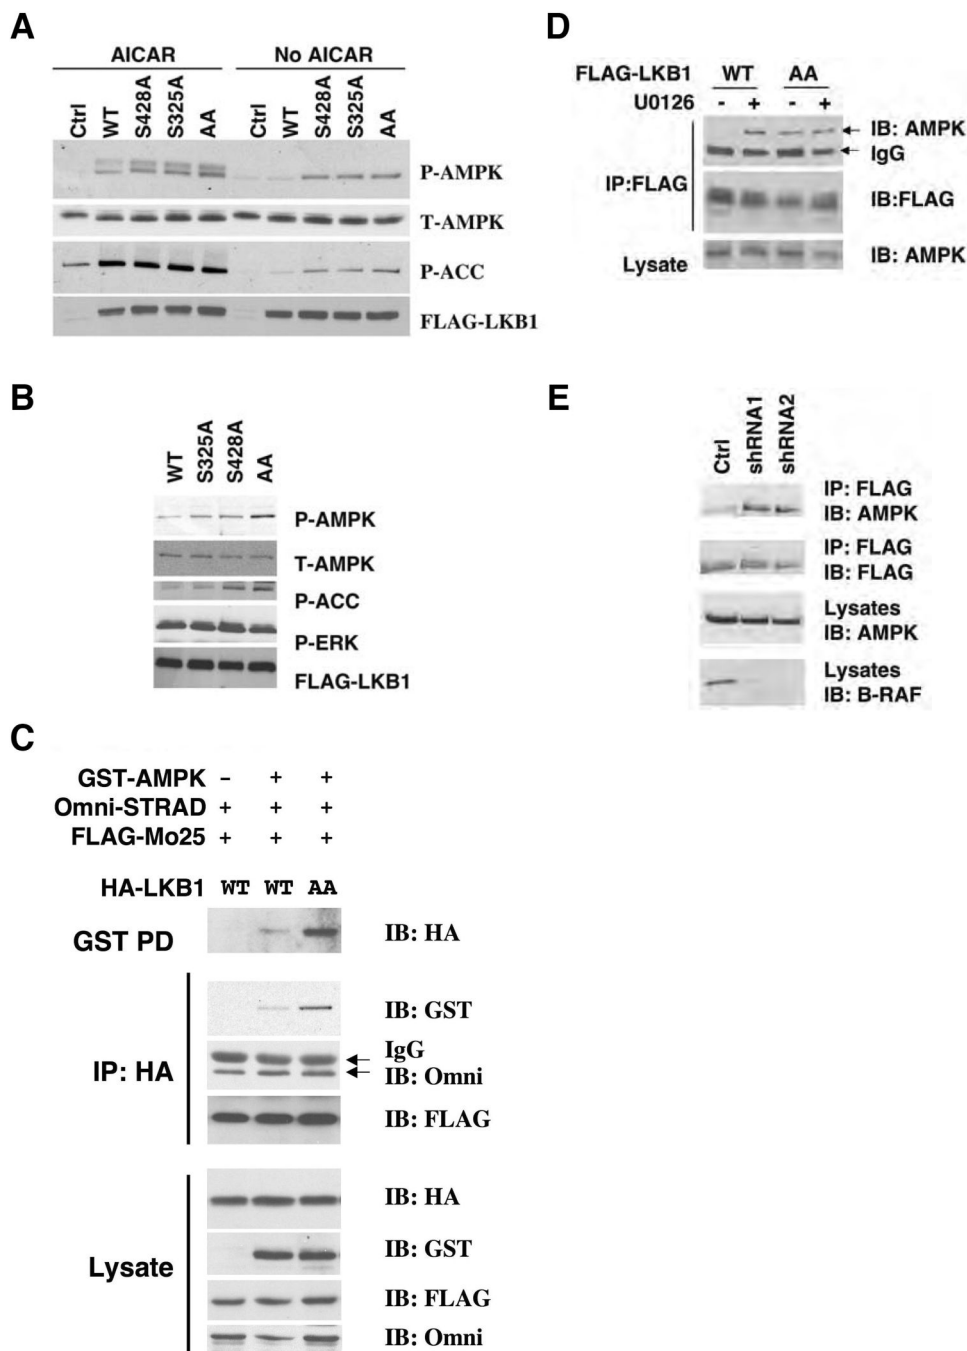 A
AICAR No AICAR
Ctrl WT S428A S325A AA Ctrl WT S428A S325A AA
P-AMPK
T-AMPK
P-ACC
FLAG-LKB1
B
WT S325A S428A AA
P-AMPK
T-AMPK
P-ACC
P-ERK
FLAG-LKB1
C
GST-AMPK - + +
Omni-STRAD + + +
FLAG-Mo25 + + +
HA-LKB1 WT WT AA
GST PD IB: HA
IP: HA
IB: GST
IgG
IB: Omni
IB: FLAG
Lysate
IB: HA
IB: GST
IB: FLAG
IB: Omni
D
FLAG-LKB1 WT AA
U0126 - + - +
IP:FLAG
IB: AMPK
IgG
IB:FLAG
Lysate IB: AMPK
E
Ctrl shRNA1 shRNA2
IP: FLAG
IB: AMPK
IP: FLAG
IB: FLAG
Lysates
IB: AMPK
Lysates
IB: B-RAF